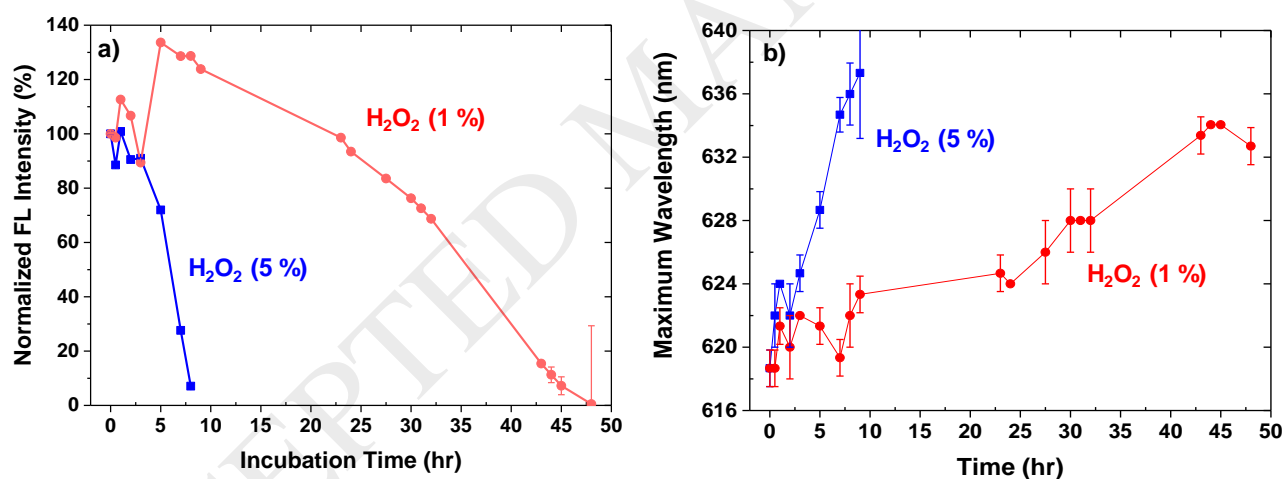 a)
Normalized FL Intensity (%)
140
120
100
80
60
40
20
0
H₂O₂ (1 %)
H₂O₂ (5 %)
0 5 10 15 20 25 30 35 40 45 50
Incubation Time (hr)
b)
Maximum Wavelength (nm)
640
636
632
628
624
620
616
H₂O₂ (5 %)
H₂O₂ (1 %)
0 5 10 15 20 25 30 35 40 45 50
Time (hr)
EPTED MA